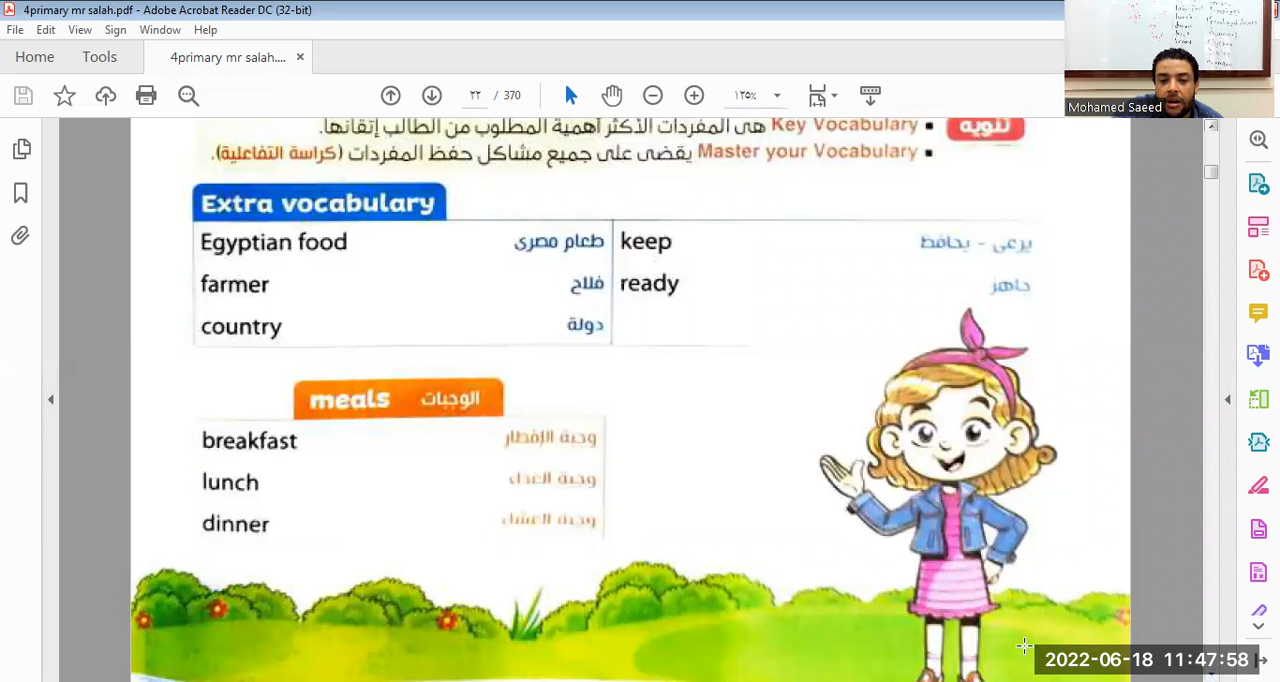 4primary mr salah.pdf - Adobe Acrobat Reader DC (32-bit)
File Edit View Sign Window Help
Home Tools 4primary mr salah.... ×
٢٢ / 370 ١٢٥%
Mohamed Saeed
تنويه
▪ Key Vocabulary هى المفردات الأكثر أهمية المطلوب من الطالب إتقانها.
▪ Master your Vocabulary يقضى على جميع مشاكل حفظ المفردات (كراسة التفاعلية).
Extra vocabulary
Egyptian food طعام مصرى keep يرعى - يحافظ
farmer فلاح ready جاهز
country دولة
meals الوجبات
breakfast وجبة الإفطار
lunch وجبة الغداء
dinner وجبة العشاء
2022-06-18 11:47:58